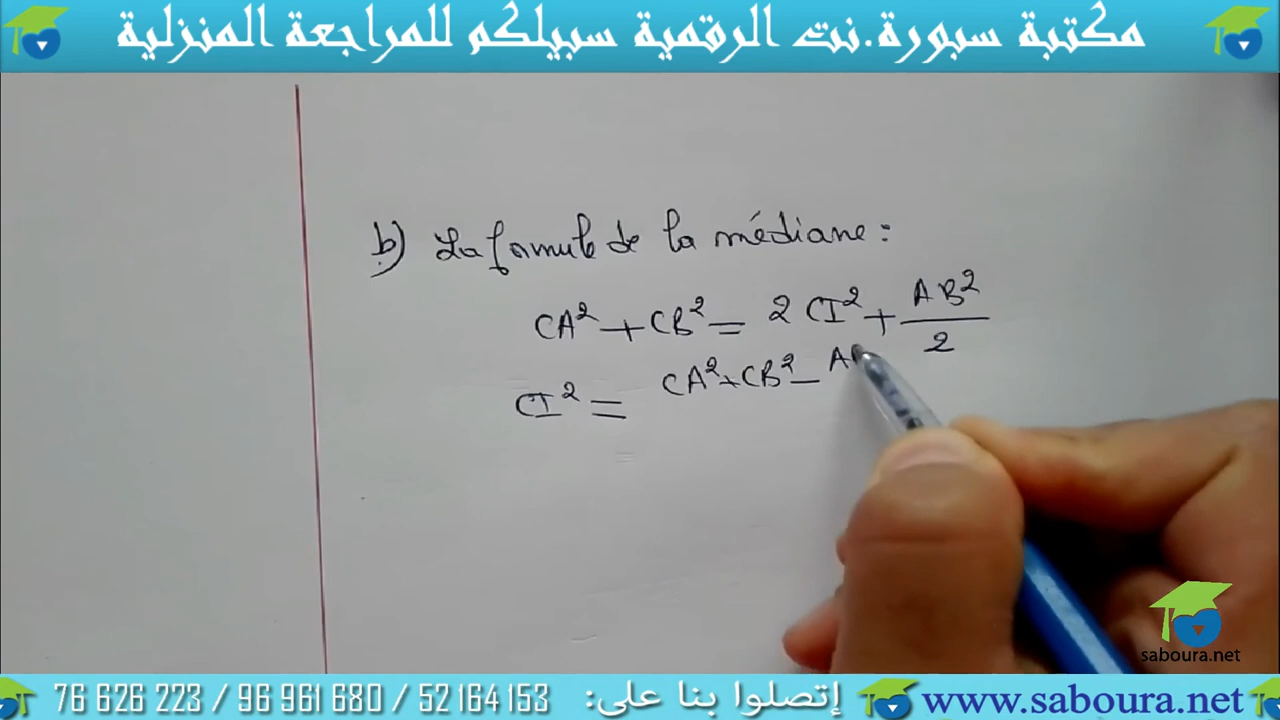 مكتبة سبورة.نت الرقمية سبيلكم للمراجعة المنزلية
b) La formule de la médiane :
CA² + CB² = 2 CI² + AB²/2
CI² = CA² + CB² - A
saboura.net
76 626 223 / 96 961 680 / 52 164 153 إتصلوا بنا على: www.saboura.net